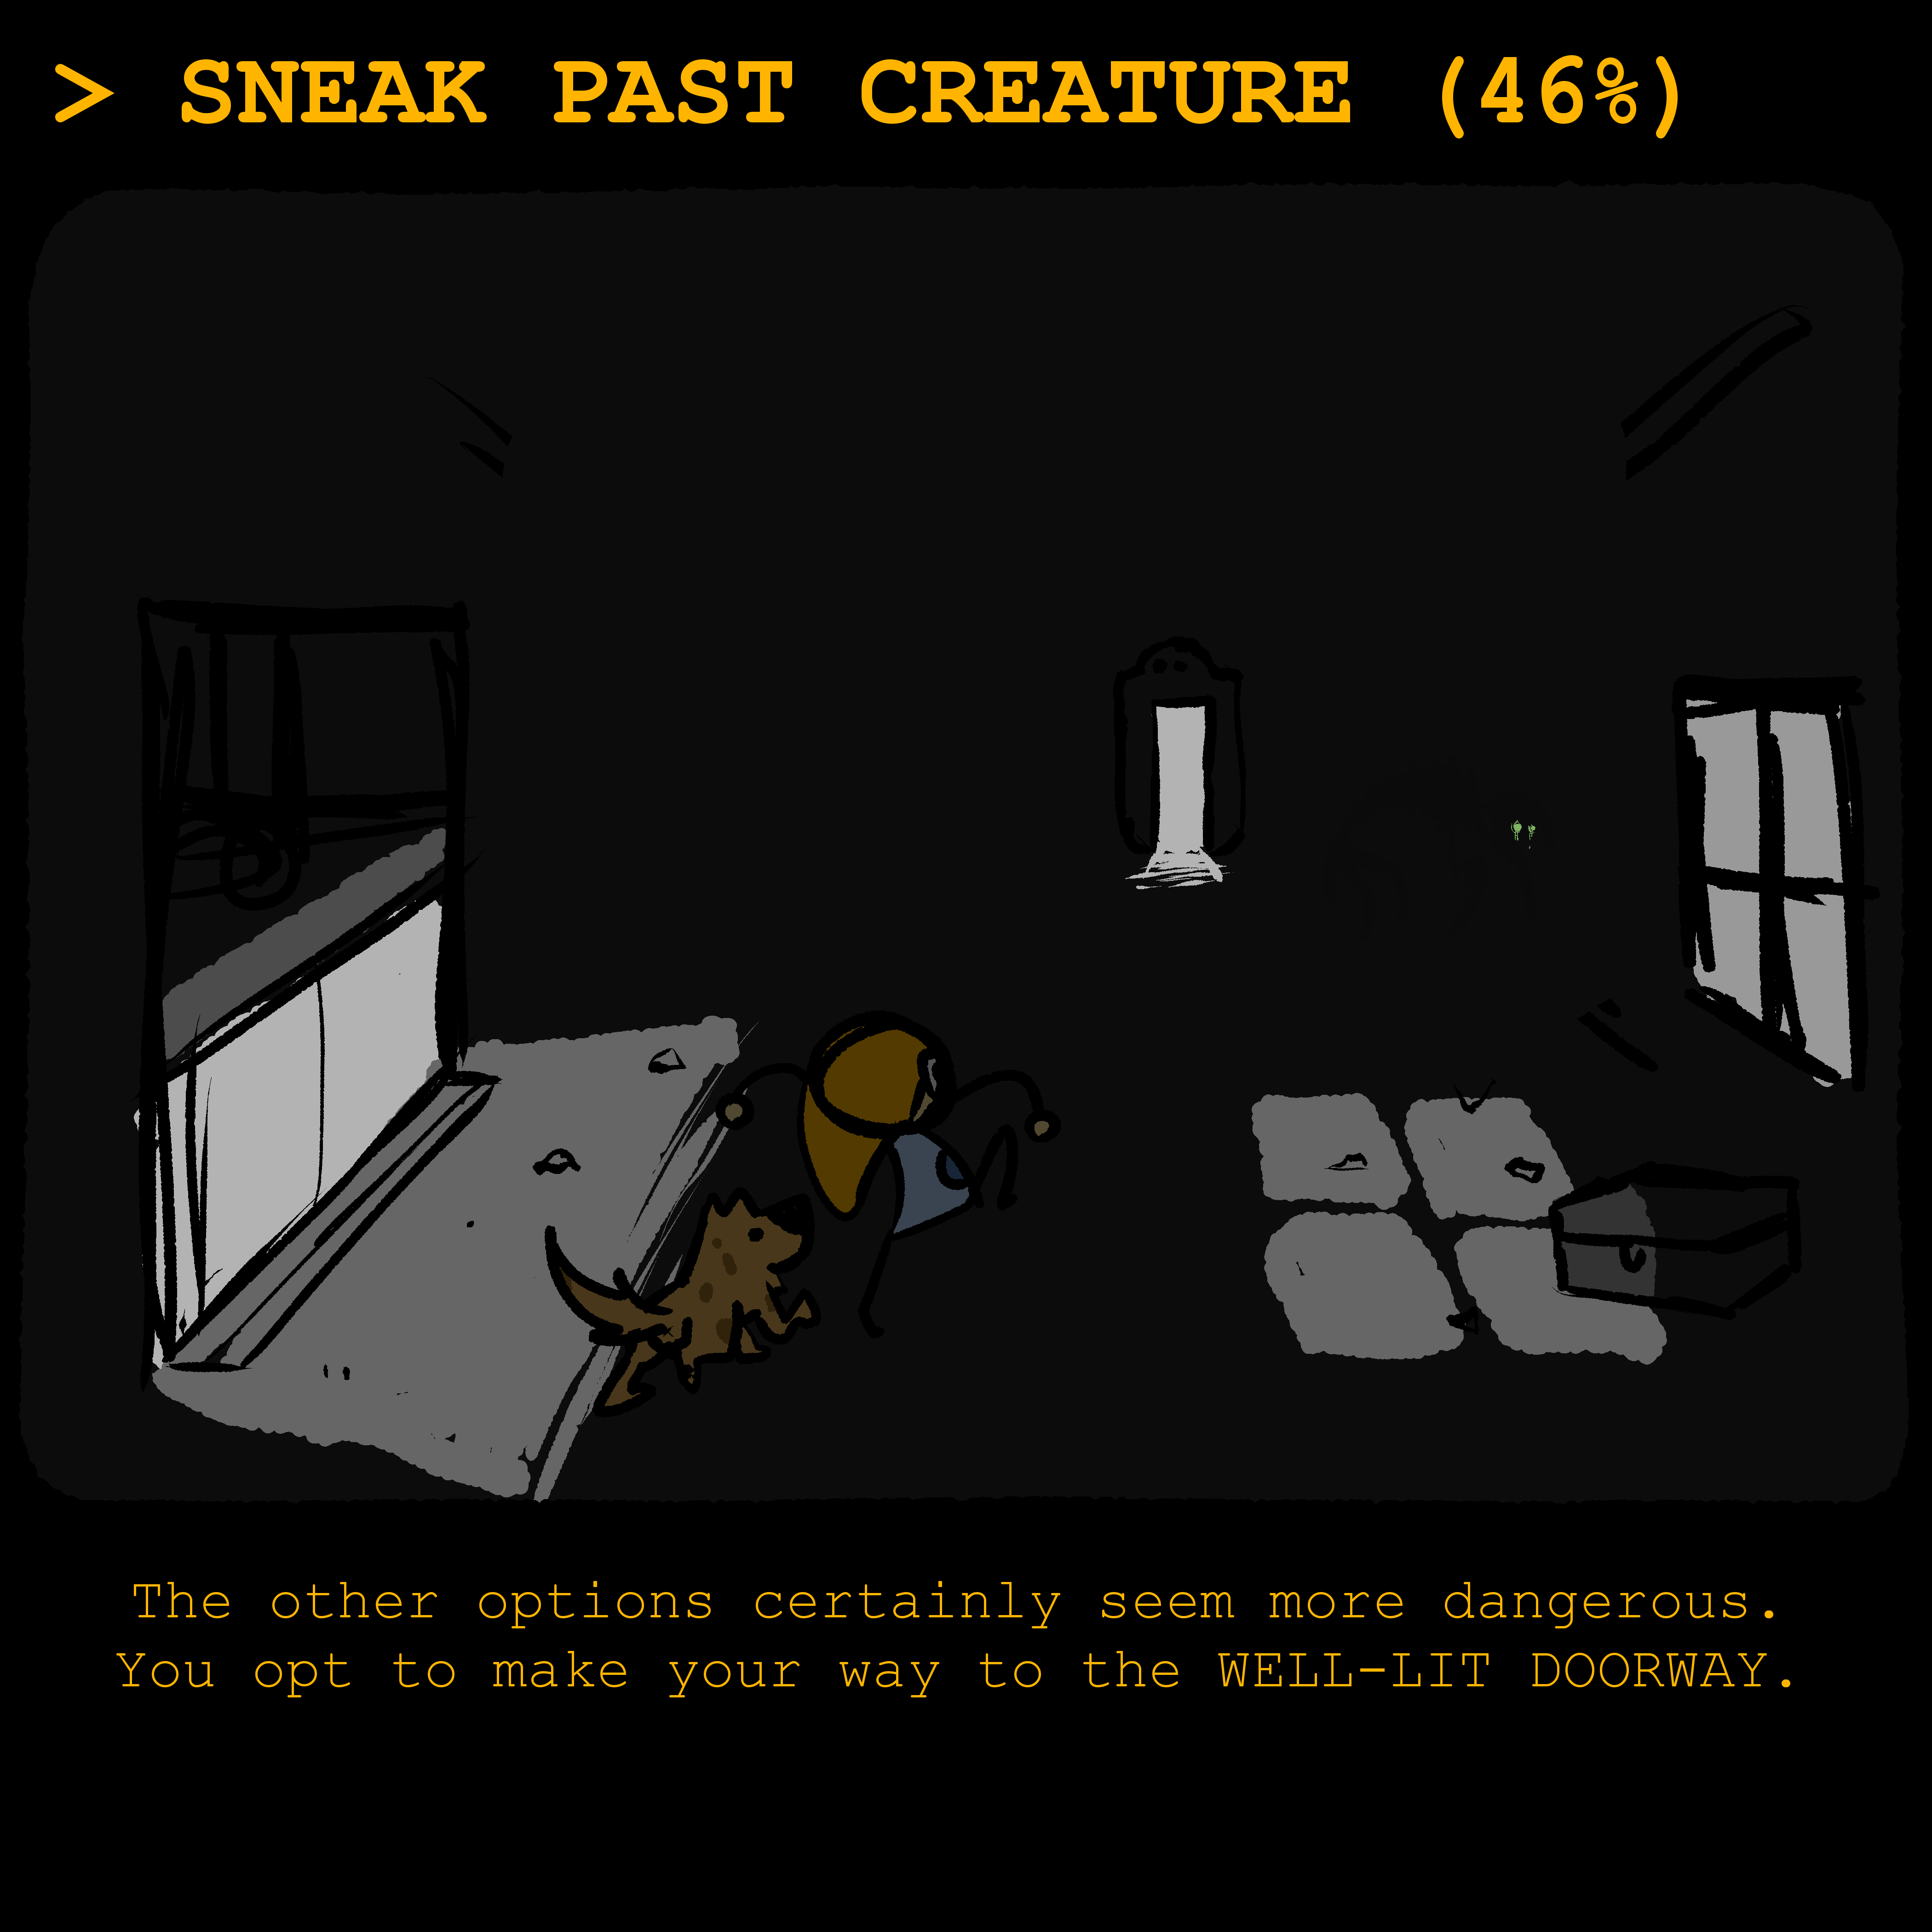 > SNEAK PAST CREATURE (46%)
The other options certainly seem more dangerous.
You opt to make your way to the WELL-LIT DOORWAY.